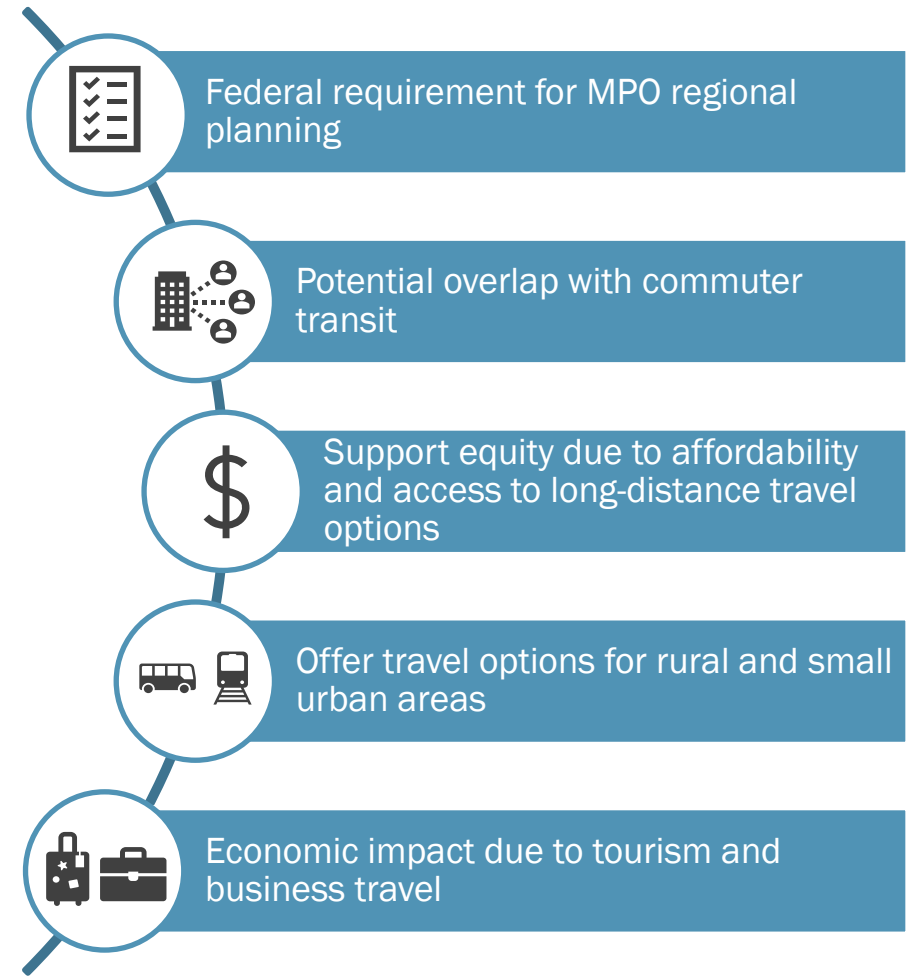 Federal requirement for MPO regional
planning
Potential overlap with commuter
transit
Support equity due to affordability
and access to long-distance travel
options
Offer travel options for rural and small
urban areas
Economic impact due to tourism and
business travel